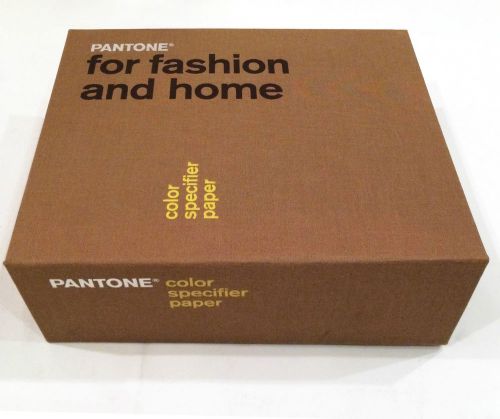 PANTONE®
for fashion
and home
color
specifier
paper
PANTONE® color
specifier
paper